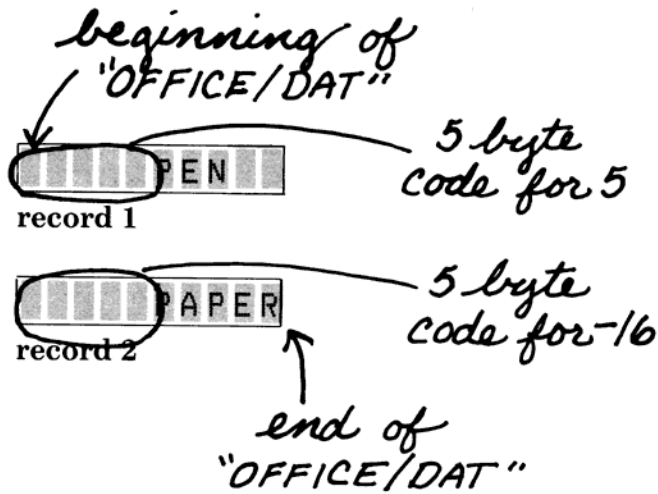 beginning of
"OFFICE/DAT"
5 byte
code for 5
PEN
record 1
5 byte
code for -16
PAPER
record 2
end of
"OFFICE/DAT"